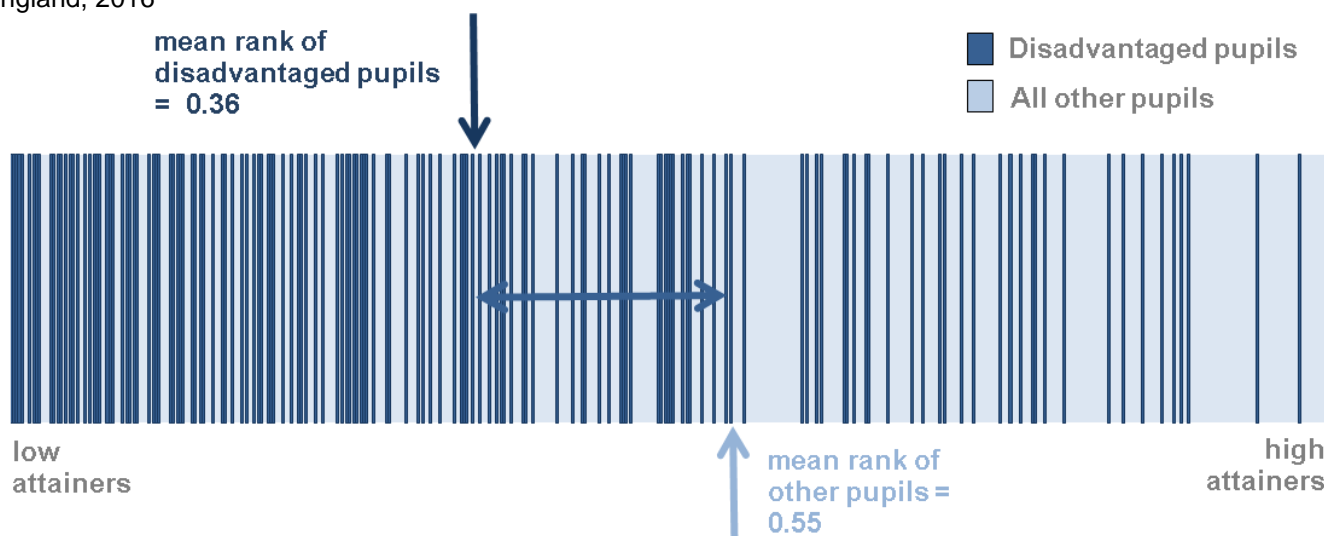 mean rank of
disadvantaged pupils
= 0.36
Disadvantaged pupils
All other pupils
low
attainers
mean rank of
other pupils =
0.55
high
attainers